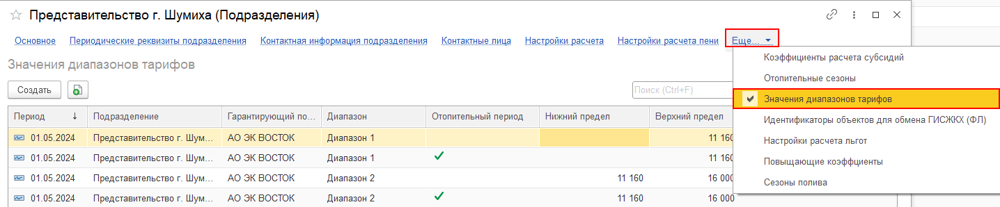 Представительство г. Шумиха (Подразделения)
Основное Периодические реквизиты подразделения Контактная информация подразделения Контактные лица Настройки расчета Настройки расчета пени Еще...
Значения диапазонов тарифов
Создать Поиск (Ctrl+F)
Период ↓ Подразделение Гарантирующий по... Диапазон Отопительный период Нижний предел Верхний предел
01.05.2024 Представительство г. Шум... АО ЭК ВОСТОК Диапазон 1 11 160
01.05.2024 Представительство г. Шум... АО ЭК ВОСТОК Диапазон 1 11 160
01.05.2024 Представительство г. Шум... АО ЭК ВОСТОК Диапазон 2 11 160 16 000
01.05.2024 Представительство г. Шум... АО ЭК ВОСТОК Диапазон 2 11 160 16 000
Коэффициенты расчета субсидий
Отопительные сезоны
Значения диапазонов тарифов
Идентификаторы объектов для обмена ГИСЖКХ (ФЛ)
Настройки расчета льгот
Повыщающие коэффциенты
Сезоны полива